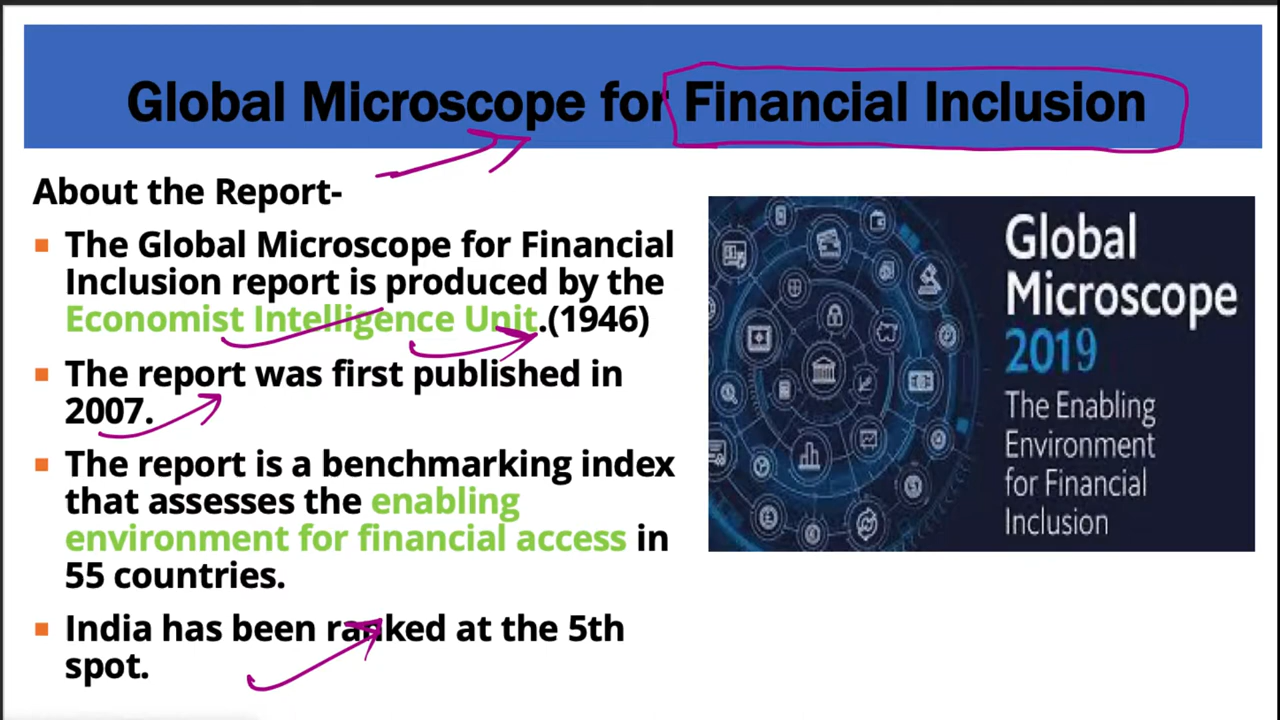 Global Microscope for Financial Inclusion
About the Report-
The Global Microscope for Financial
Inclusion report is produced by the
Economist Intelligence Unit.(1946)
The report was first published in
2007.
The report is a benchmarking index
that assesses the enabling
environment for financial access in
55 countries.
India has been ranked at the 5th
spot.
Global
Microscope
2019
The Enabling
Environment
for Financial
Inclusion